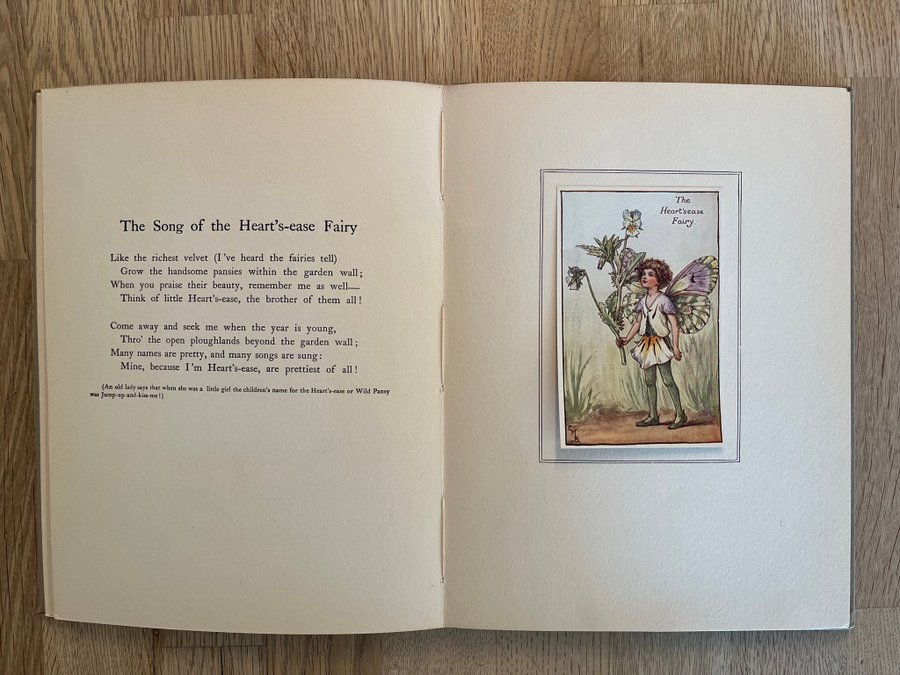 The Song of the Heart's-ease Fairy
Like the richest velvet (I've heard the fairies tell)
Grow the handsome pansies within the garden wall;
When you praise their beauty, remember me as well—
Think of little Heart's-ease, the brother of them all!
Come away and seek me when the year is young,
Thro' the open ploughlands beyond the garden wall;
Many names are pretty, and many songs are sung:
Mine, because I'm Heart's-ease, are prettiest of all!
(An old lady says that when she was a little girl the children's name for the Heart's-ease or Wild Pansy
was Jump-up-and-kiss-me!)
The
Heart'sease
Fairy